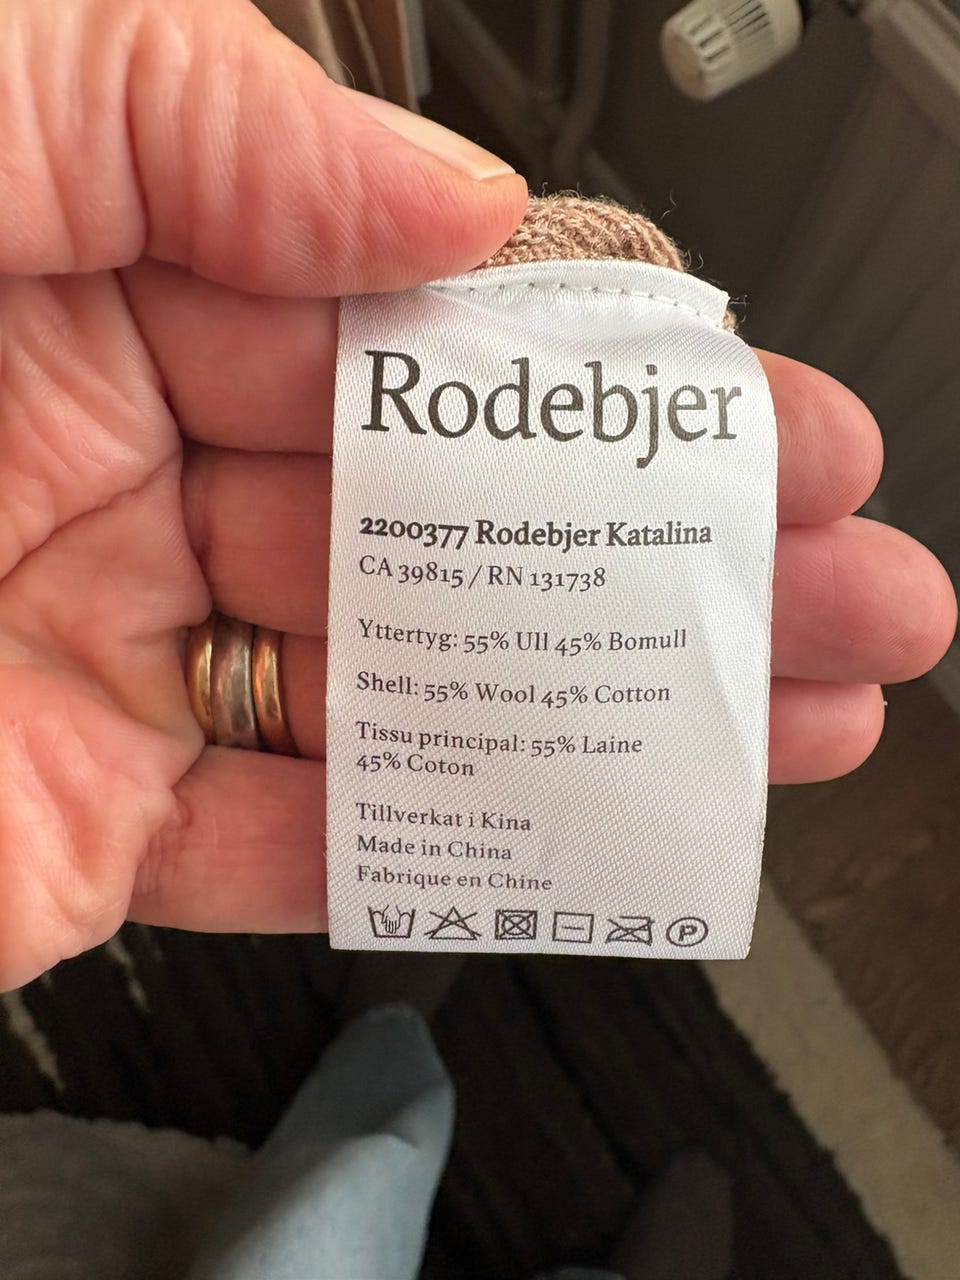 Rodebjer
2200377 Rodebjer Katalina
CA 39815 / RN 131738
Yttertyg: 55% Ull 45% Bomull
Shell: 55% Wool 45% Cotton
Tissu principal: 55% Laine
45% Coton
Tillverkat i Kina
Made in China
Fabrique en Chine
P